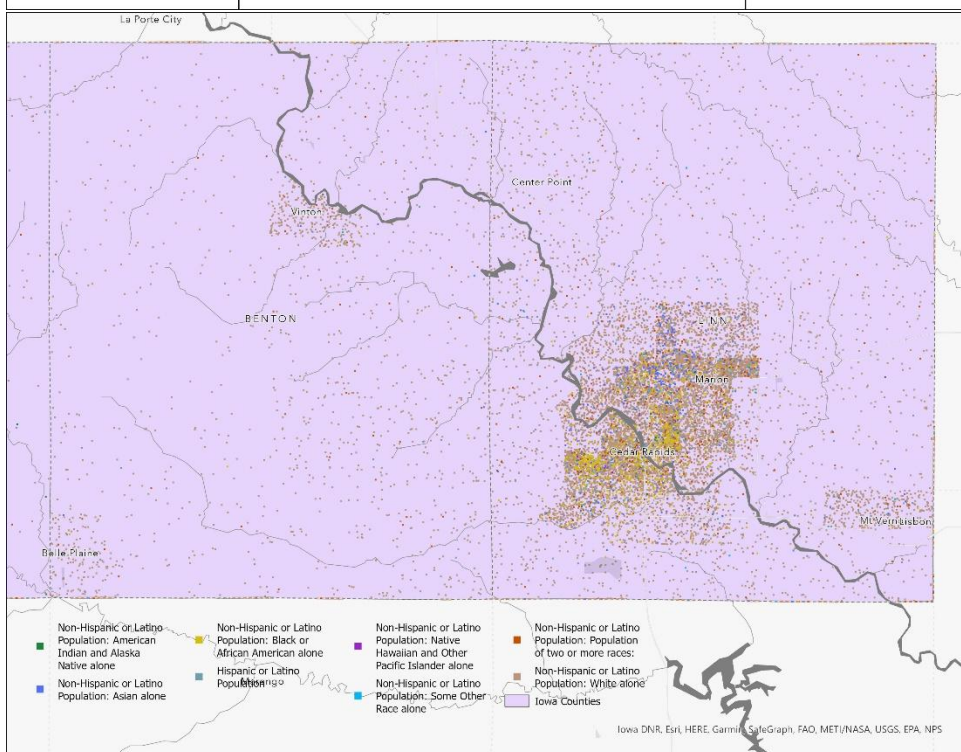 La Porte City
Center Point
Vinton
BENTON
LINN
Marion
Cedar Rapids
Mt Vernon
Lisbon
Belle Plaine
Non-Hispanic or Latino
Population: American
Indian and Alaska
Native alone
Non-Hispanic or Latino
Population: Asian alone
Non-Hispanic or Latino
Population: Black or
African American alone
Hispanic or Latino
Population
Marengo
Non-Hispanic or Latino
Population: Native
Hawaiian and Other
Pacific Islander alone
Non-Hispanic or Latino
Population: Some Other
Race alone
Non-Hispanic or Latino
Population: Population
of two or more races:
Non-Hispanic or Latino
Population: White alone
Iowa Counties
Iowa DNR, Esri, HERE, Garmin, SafeGraph, FAO, METI/NASA, USGS, EPA, NPS